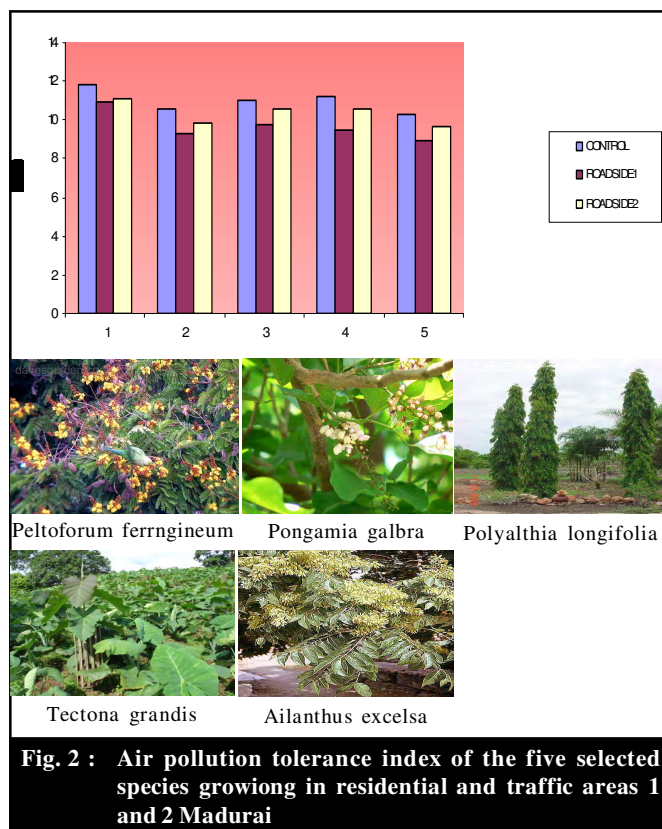 14
12
10
8
6
4
2
0
1 2 3 4 5
CONTROL
ROADSIDE1
ROADSIDE2
Peltoforum ferrngineum Pongamia galbra Polyalthia longifolia
Tectona grandis Ailanthus excelsa
Fig. 2 : Air pollution tolerance index of the five selected
species growiong in residential and traffic areas 1
and 2 Madurai